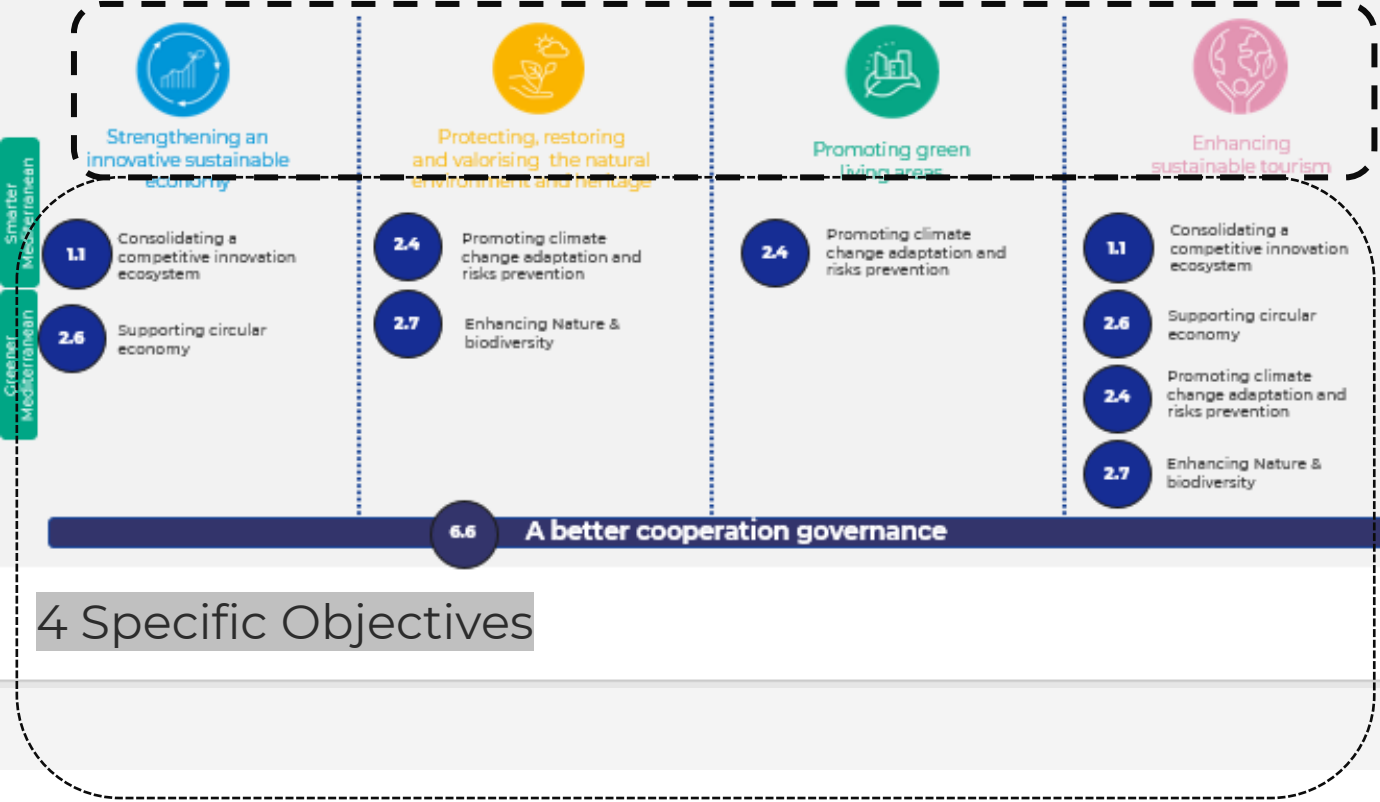 Strengthening an
innovative sustainable
economy
Protecting, restoring
and valorising the natural
environment and heritage
Promoting green
living areas
Enhancing
sustainable tourism
Smarter
Mediterranean
Greener
Mediterranean
1.1
Consolidating a
competitive innovation
ecosystem
2.6
Supporting circular
economy
2.4
Promoting climate
change adaptation and
risks prevention
2.7
Enhancing Nature &
biodiversity
2.4
Promoting climate
change adaptation and
risks prevention
1.1
Consolidating a
competitive innovation
ecosystem
2.6
Supporting circular
economy
2.4
Promoting climate
change adaptation and
risks prevention
2.7
Enhancing Nature &
biodiversity
6.6
A better cooperation governance
4 Specific Objectives